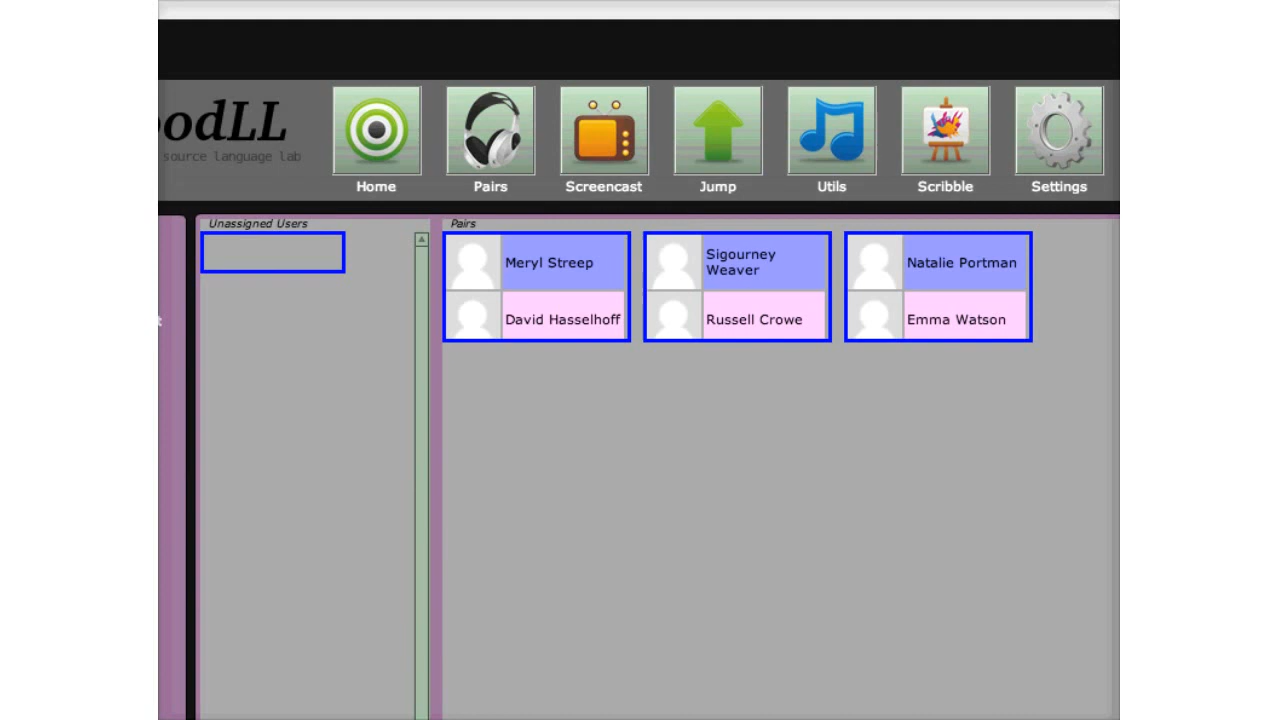 oodLL
source language lab
Home
Pairs
Screencast
Jump
Utils
Scribble
Settings
Unassigned Users
Pairs
Meryl Streep
David Hasselhoff
Sigourney
Weaver
Russell Crowe
Natalie Portman
Emma Watson